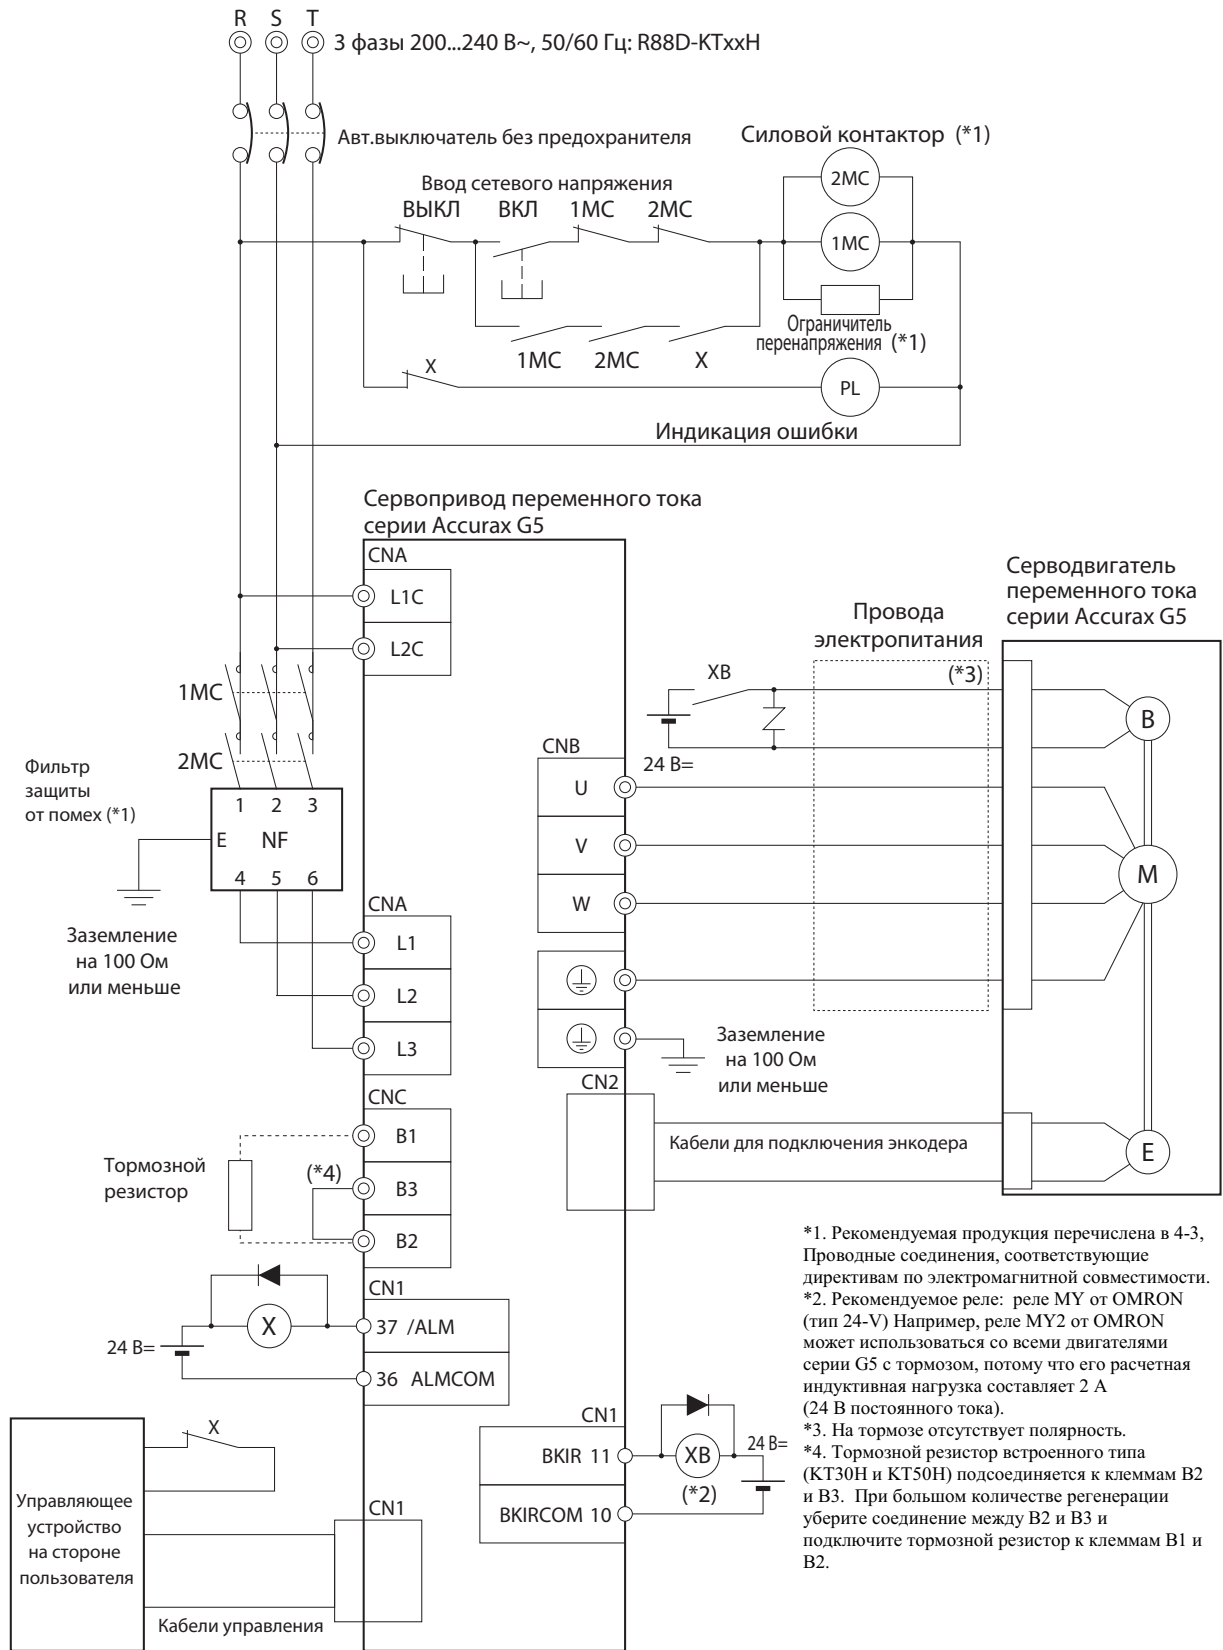 R S T
3 фазы 200...240 В~, 50/60 Гц: R88D-KTxxH
Авт.выключатель без предохранителя
Силовой контактор (*1)
2МС
Ввод сетевого напряжения
ВЫКЛ ВКЛ 1МС 2МС
1МС
Ограничитель
перенапряжения (*1)
1МС 2МС X
X
PL
Индикация ошибки
Сервопривод переменного тока
серии Accurax G5
CNA
L1C
L2C
Серводвигатель
переменного тока
серии Accurax G5
Провода
электропитания
(*3)
XB
24 В=
B
1МС
2МС
Фильтр
защиты
от помех (*1)
1 2 3
E NF
4 5 6
Заземление
на 100 Ом
или меньше
CNB
U
V
W
M
CNA
L1
L2
L3
Заземление
на 100 Ом
или меньше
CN2
Кабели для подключения энкодера
E
CNC
B1
B3
B2
(*4)
Тормозной
резистор
CN1
X
24 В=
37 /ALM
36 ALMCOM
X
Управляющее
устройство
на стороне
пользователя
CN1
Кабели управления
CN1
BKIR 11
BKIRCOM 10
XB
(*2)
24 В=
*1. Рекомендуемая продукция перечислена в 4-3,
Проводные соединения, соответствующие
директивам по электромагнитной совместимости.
*2. Рекомендуемое реле: реле MY от OMRON
(тип 24-V) Например, реле MY2 от OMRON
может использоваться со всеми двигателями
серии G5 с тормозом, потому что его расчетная
индуктивная нагрузка составляет 2 А
(24 В постоянного тока).
*3. На тормозе отсутствует полярность.
*4. Тормозной резистор встроенного типа
(KT30H и KT50H) подсоединяется к клеммам B2
и B3. При большом количестве регенерации
уберите соединение между B2 и B3 и
подключите тормозной резистор к клеммам B1 и
B2.